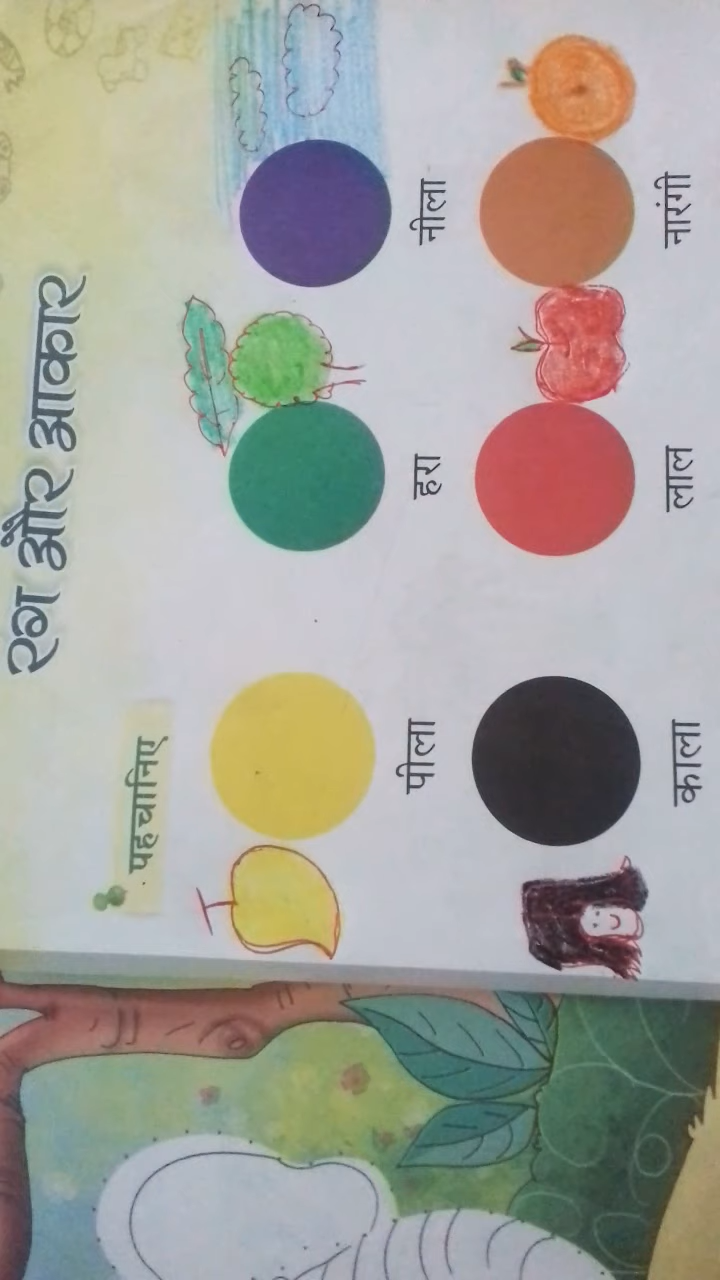 रंग और आकार
पहचानिए
पीला हरा नीला
काला लाल नारंगी